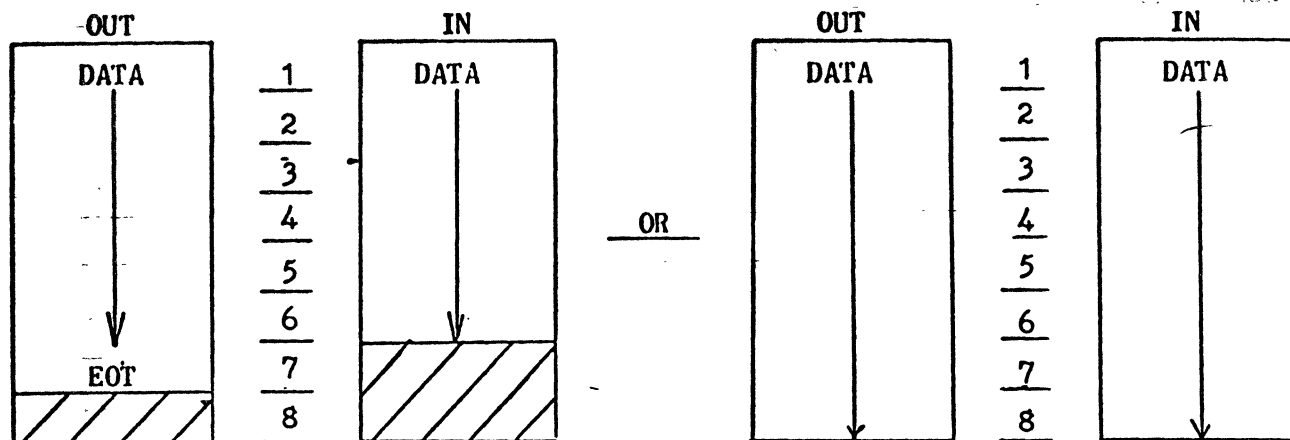 OUT IN OUT IN
DATA 1 DATA DATA 1 DATA
2 2
3 3
4 4
OR
5 5
6 6
EOT 7 7
8 8